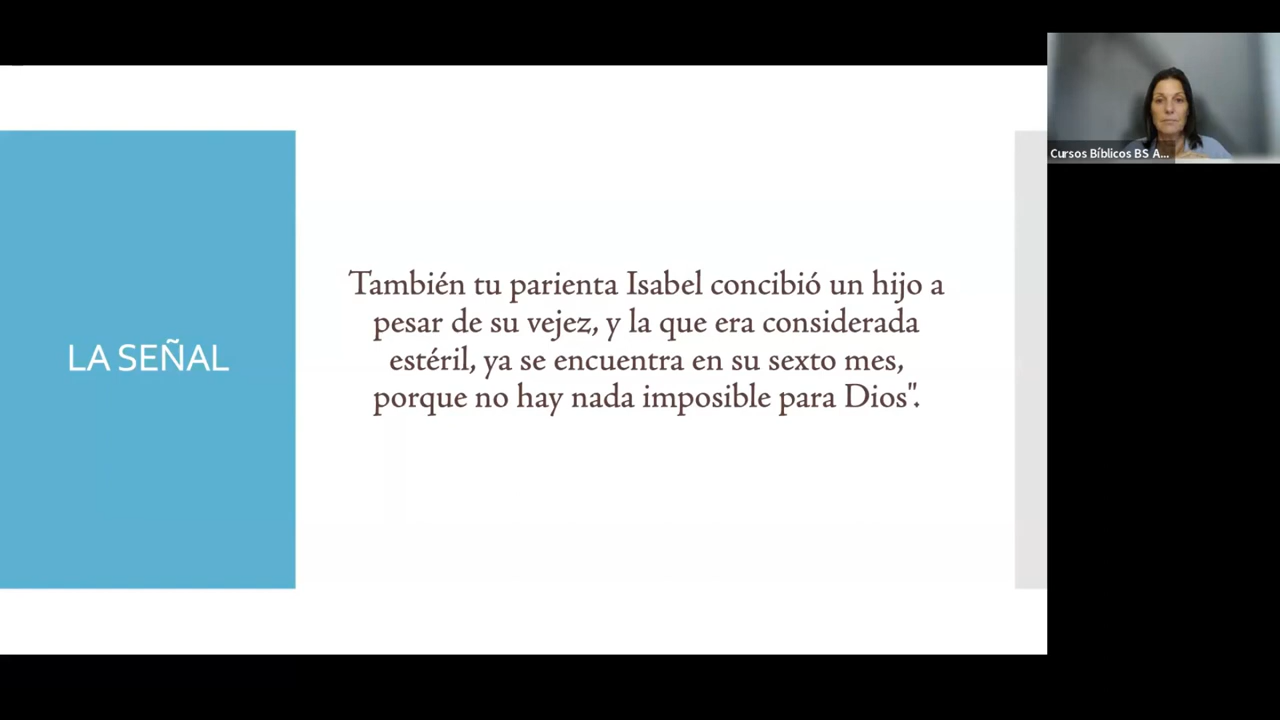 LA SEÑAL
También tu parienta Isabel concibió un hijo a
pesar de su vejez, y la que era considerada
estéril, ya se encuentra en su sexto mes,
porque no hay nada imposible para Dios".
Cursos Bíblicos BS A...